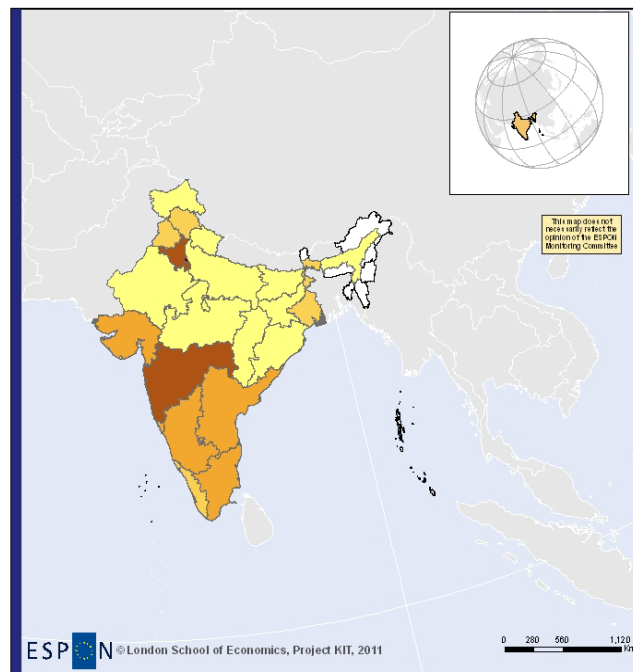 This map does not
necessarily reflect the
opinion of the ESPON
Monitoring Committee
ESPON © London School of Economics, Project KIT, 2011
0 280 560 1,120
Km